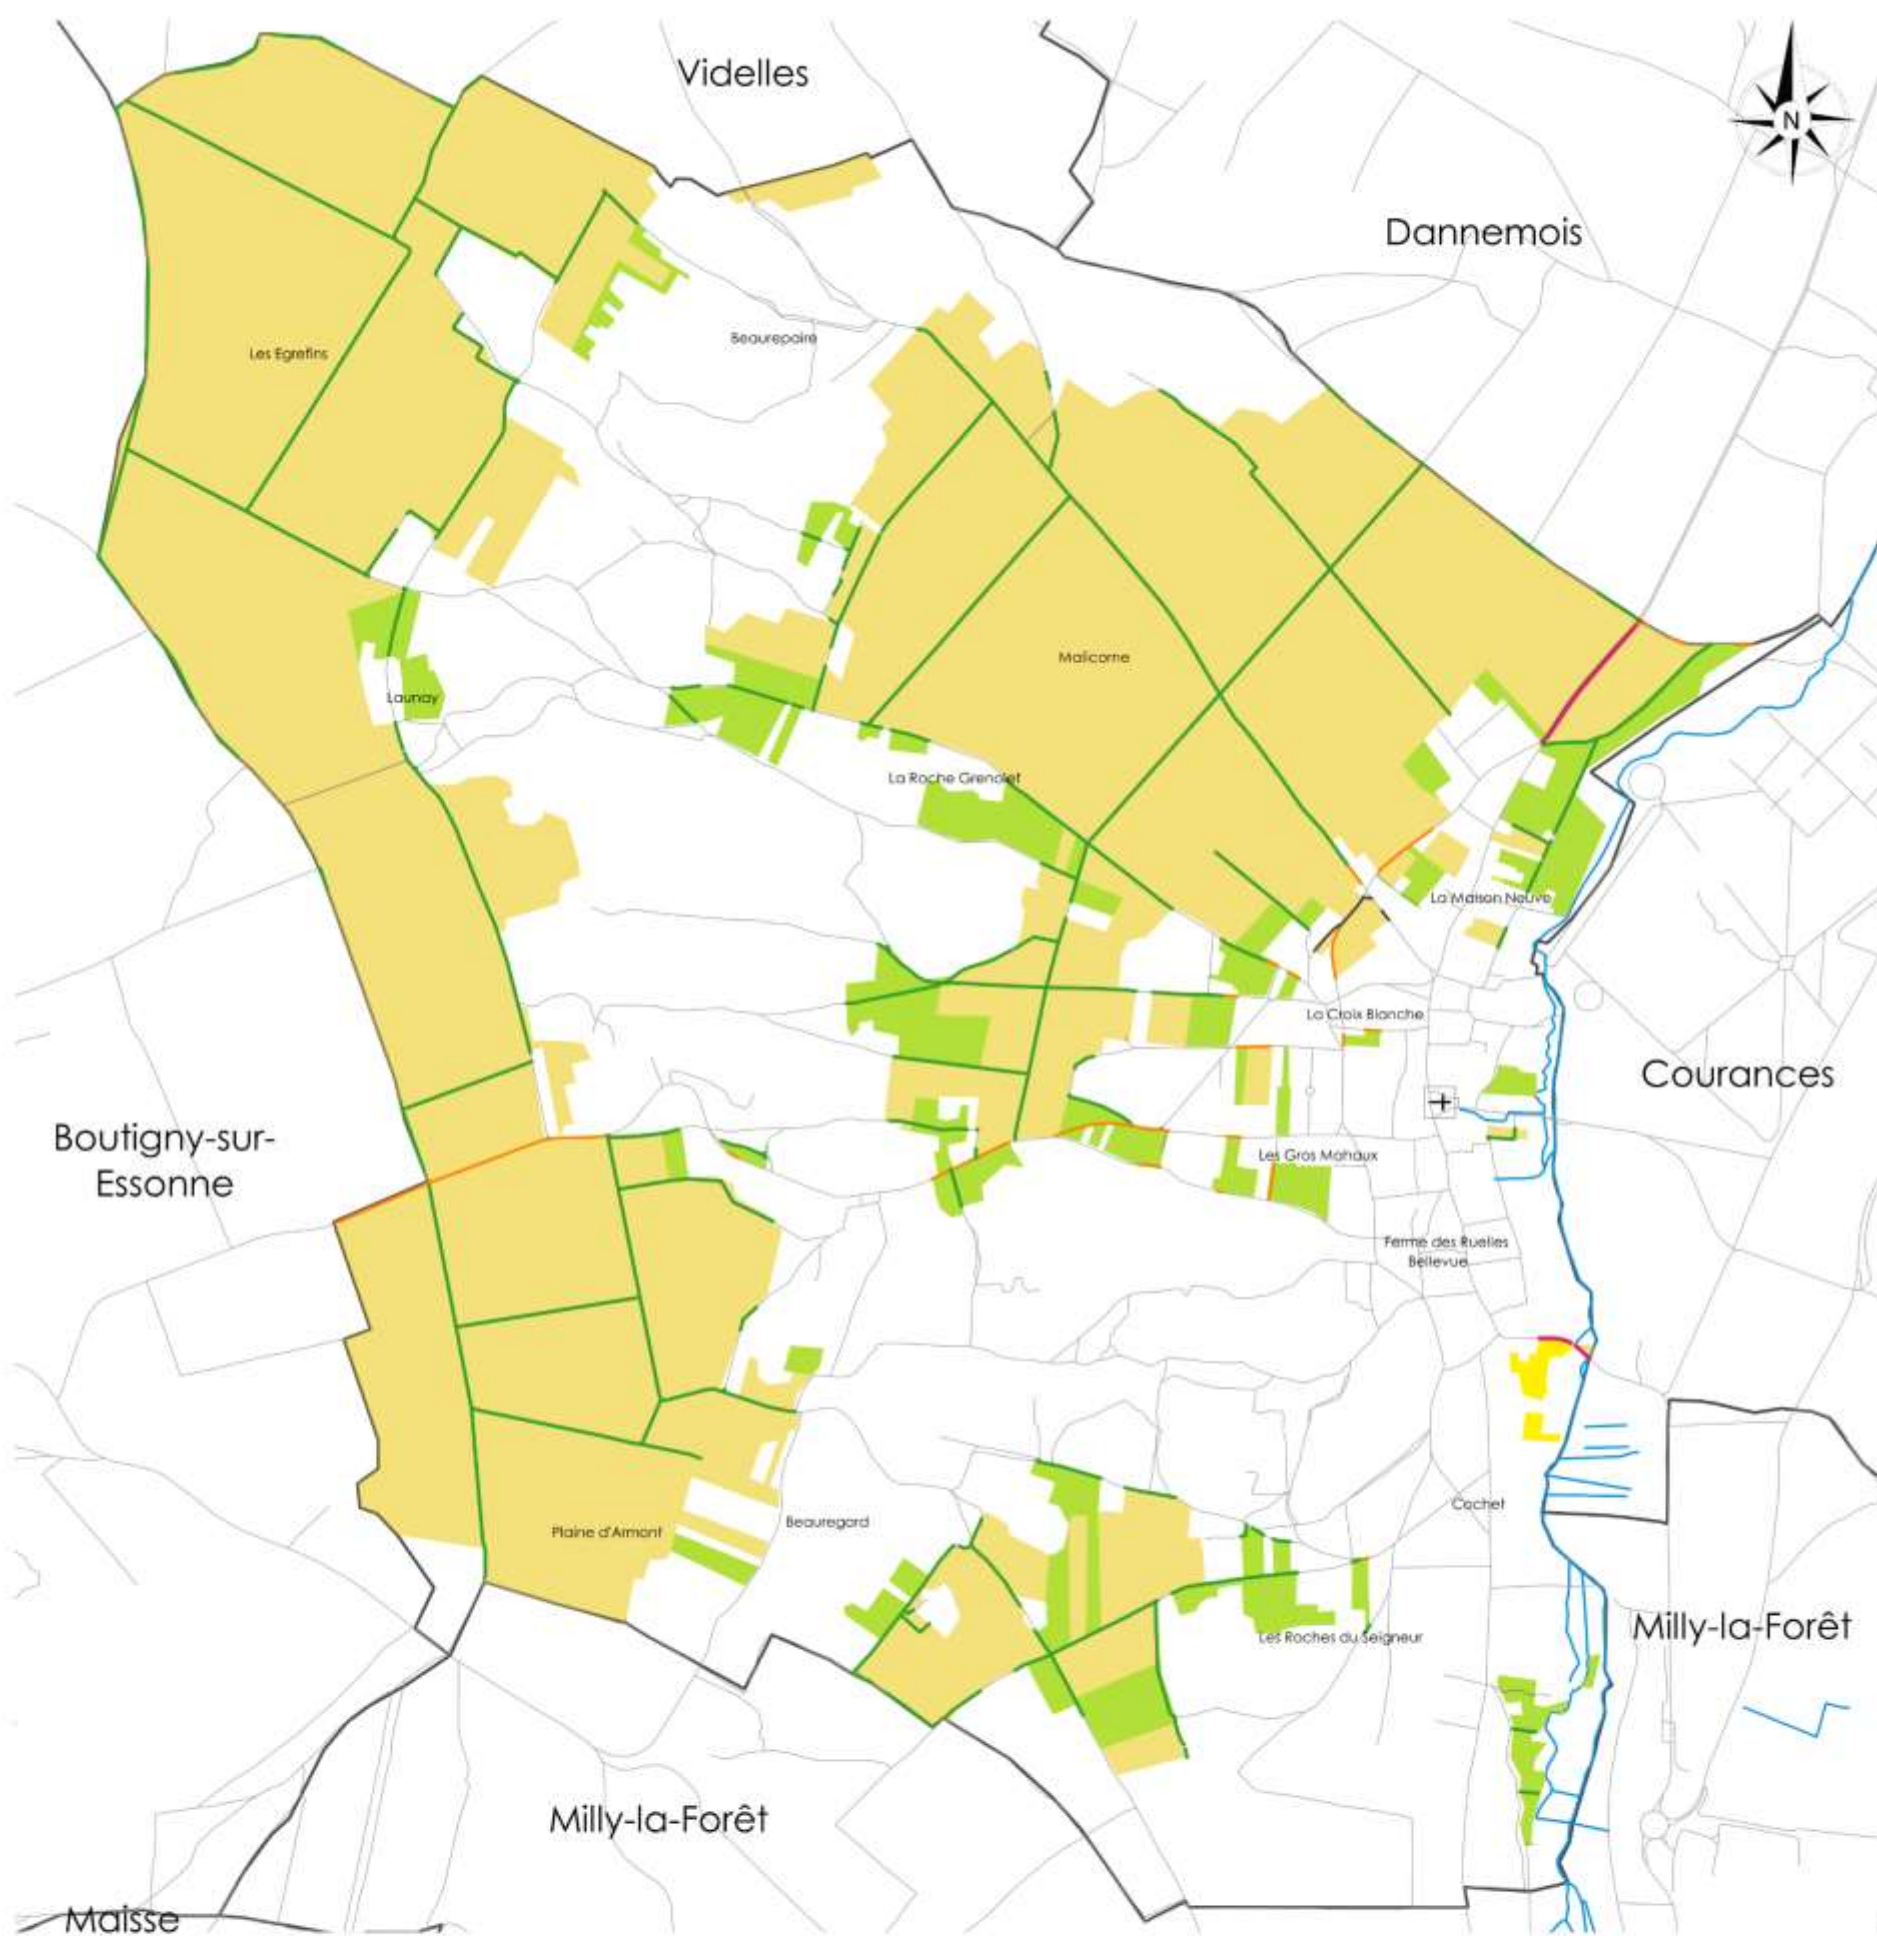 Videlles
N
Dannemois
Beaurepaire
Les Egrefins
Malicorne
Launay
La Roche Grenolet
La Maison Neuve
La Croix Blanche
Courances
Boutigny-sur-
Essonne
Les Gros Mahaux
Ferme des Ruelles
Bellevue
Cochet
Beauregard
Plaine d'Armont
Milly-la-Forêt
Les Roches du Seigneur
Milly-la-Forêt
Maisse